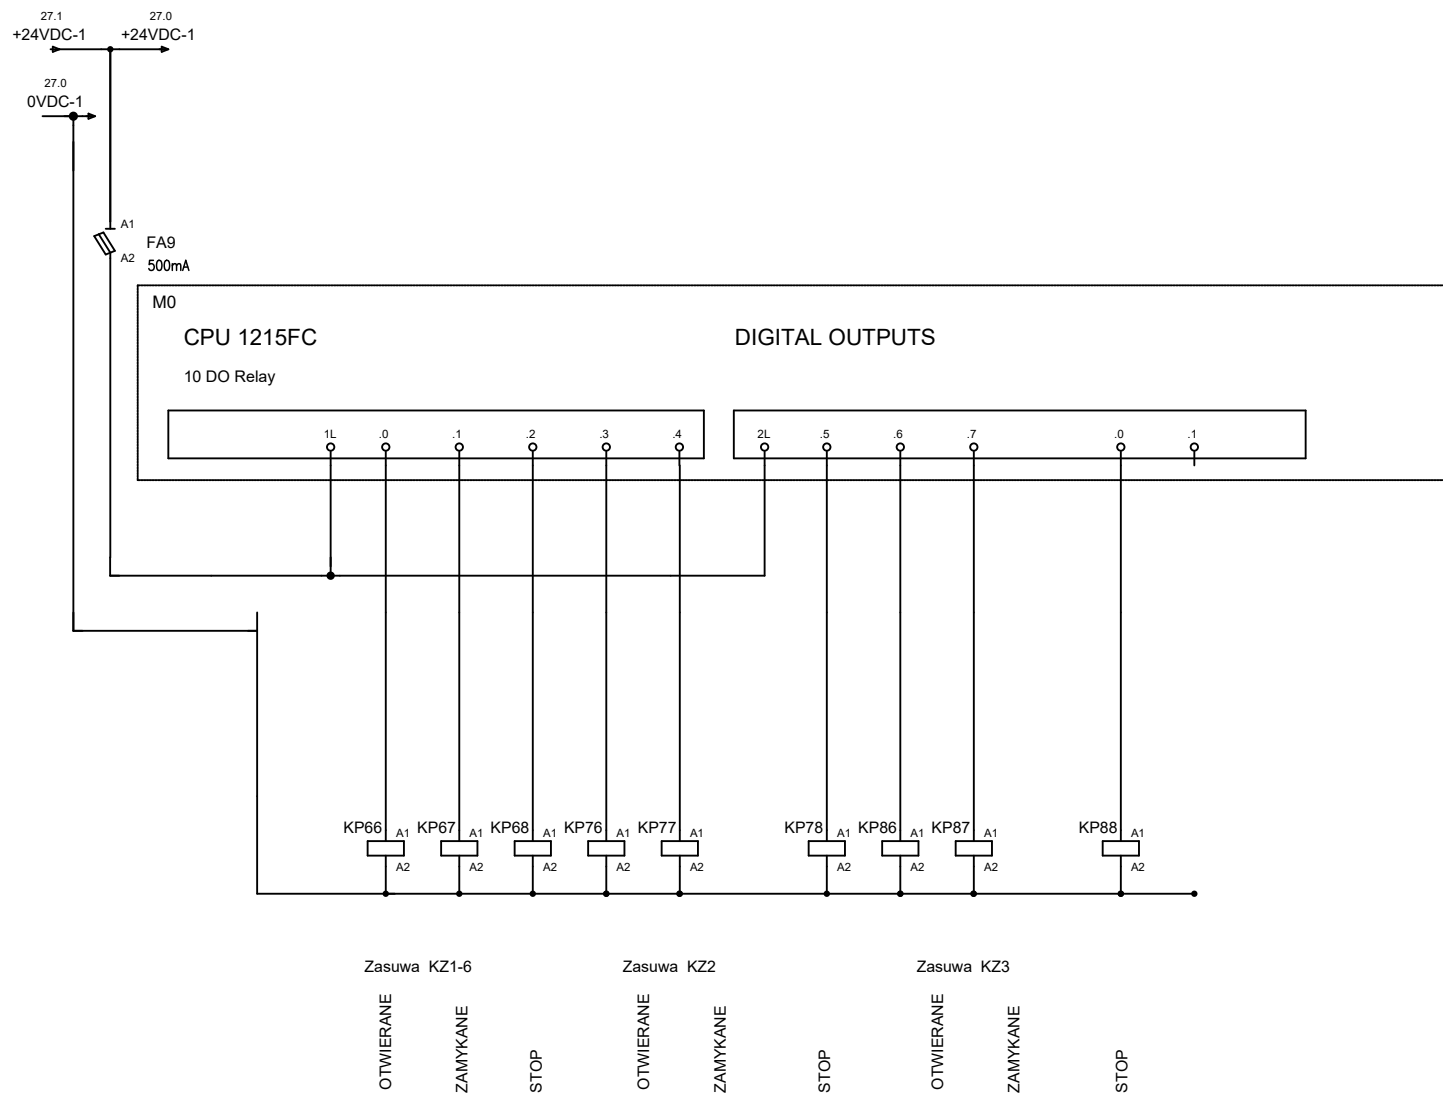 27.1 27.0
+24VDC-1 +24VDC-1
27.0
0VDC-1
A1
FA9
A2
500mA
M0
CPU 1215FC DIGITAL OUTPUTS
10 DO Relay
1L .0 .1 .2 .3 .4 2L .5 .6 .7 .0 .1
KP66 A1 KP67 A1 KP68 A1 KP76 A1 KP77 A1 KP78 A1 KP86 A1 KP87 A1 KP88 A1
A2 A2 A2 A2 A2 A2 A2 A2 A2
Zasuwa KZ1-6 Zasuwa KZ2 Zasuwa KZ3
OTWIERANE
ZAMYKANE
STOP
OTWIERANE
ZAMYKANE
STOP
OTWIERANE
ZAMYKANE
STOP